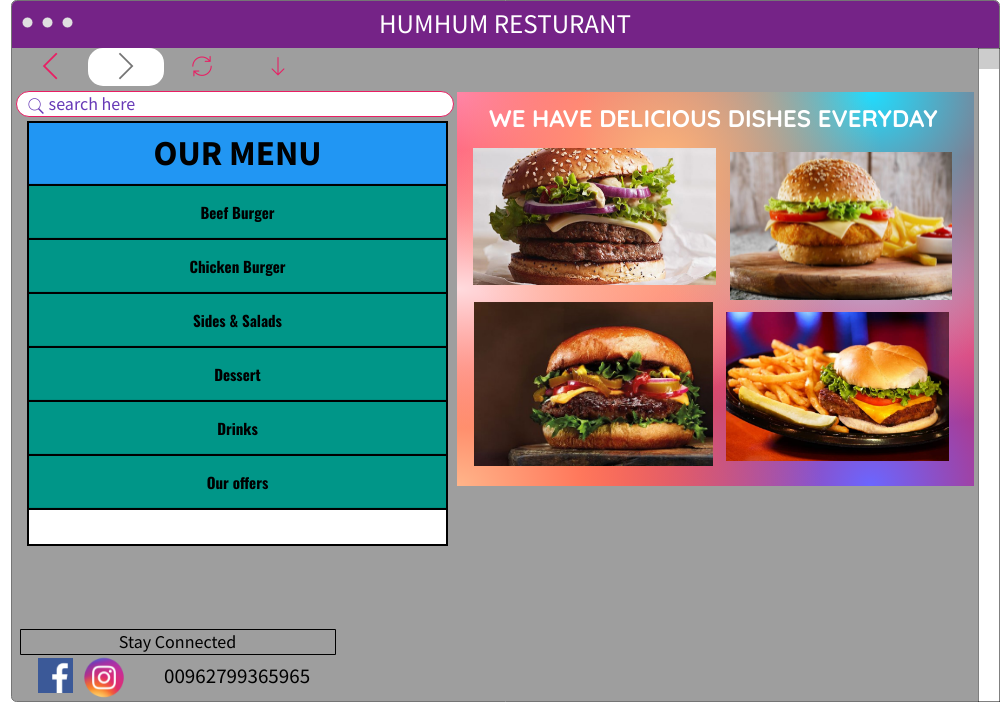 HUMHUM RESTURANT
search here
OUR MENU
Beef Burger
Chicken Burger
Sides & Salads
Dessert
Drinks
Our offers
WE HAVE DELICIOUS DISHES EVERYDAY
Stay Connected
00962799365965